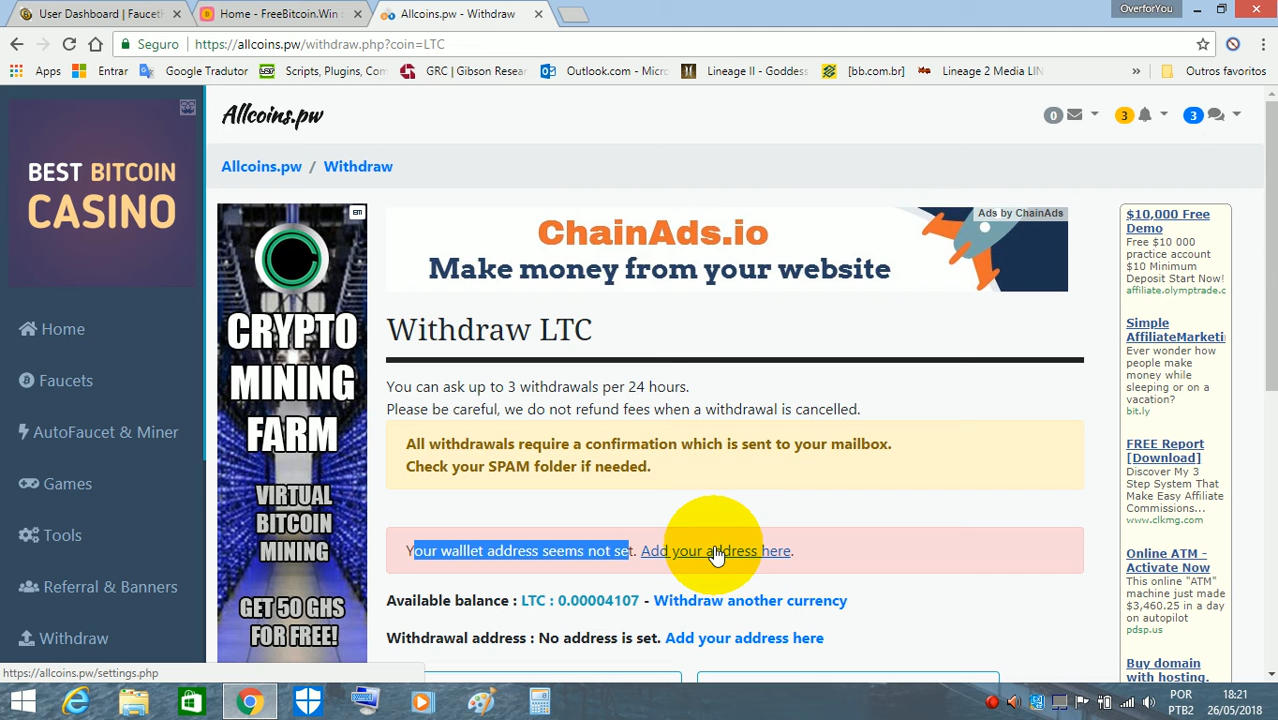 User Dashboard | Fauceth
Home - FreeBitcoin.Win
Allcoins.pw - Withdraw
OverforYou
Seguro
https://allcoins.pw/withdraw.php?coin=LTC
Apps
Entrar
Google Tradutor
Scripts, Plugins, Com
GRC | Gibson Resear
Outlook.com - Micro
Lineage II - Goddess
[bb.com.br]
Lineage 2 Media LIN
»
Outros favoritos
BEST BITCOIN
CASINO
Home
Faucets
AutoFaucet & Miner
Games
Tools
Referral & Banners
Withdraw
Allcoins.pw
0
3
3
Allcoins.pw / Withdraw
CRYPTO
MINING
FARM
VIRTUAL
BITCOIN
MINING
GET 50 GHS
FOR FREE!
Ads by ChainAds
ChainAds.io
Make money from your website
Withdraw LTC
You can ask up to 3 withdrawals per 24 hours.
Please be careful, we do not refund fees when a withdrawal is cancelled.
All withdrawals require a confirmation which is sent to your mailbox.
Check your SPAM folder if needed.
Your walllet address seems not set. Add your address here.
Available balance : LTC : 0.00004107 - Withdraw another currency
Withdrawal address : No address is set. Add your address here
$10,000 Free
Demo
Free $10 000
practice account
$10 Minimum
Deposit Start Now!
affiliate.olymptrade.c
Simple
AffiliateMarketi
Ever wonder how
people make
money while
sleeping or on a
vacation?
bit.ly
FREE Report
[Download]
Discover My 3
Step System That
Make Easy Affiliate
Commissions...
www.clkmg.com
Online ATM -
Activate Now
This online "ATM"
machine just made
$3,460.25 in a day
on autopilot
pdsp.us
Buy domain
with hosting.
https://allcoins.pw/settings.php
POR
PTB2
18:21
26/05/2018